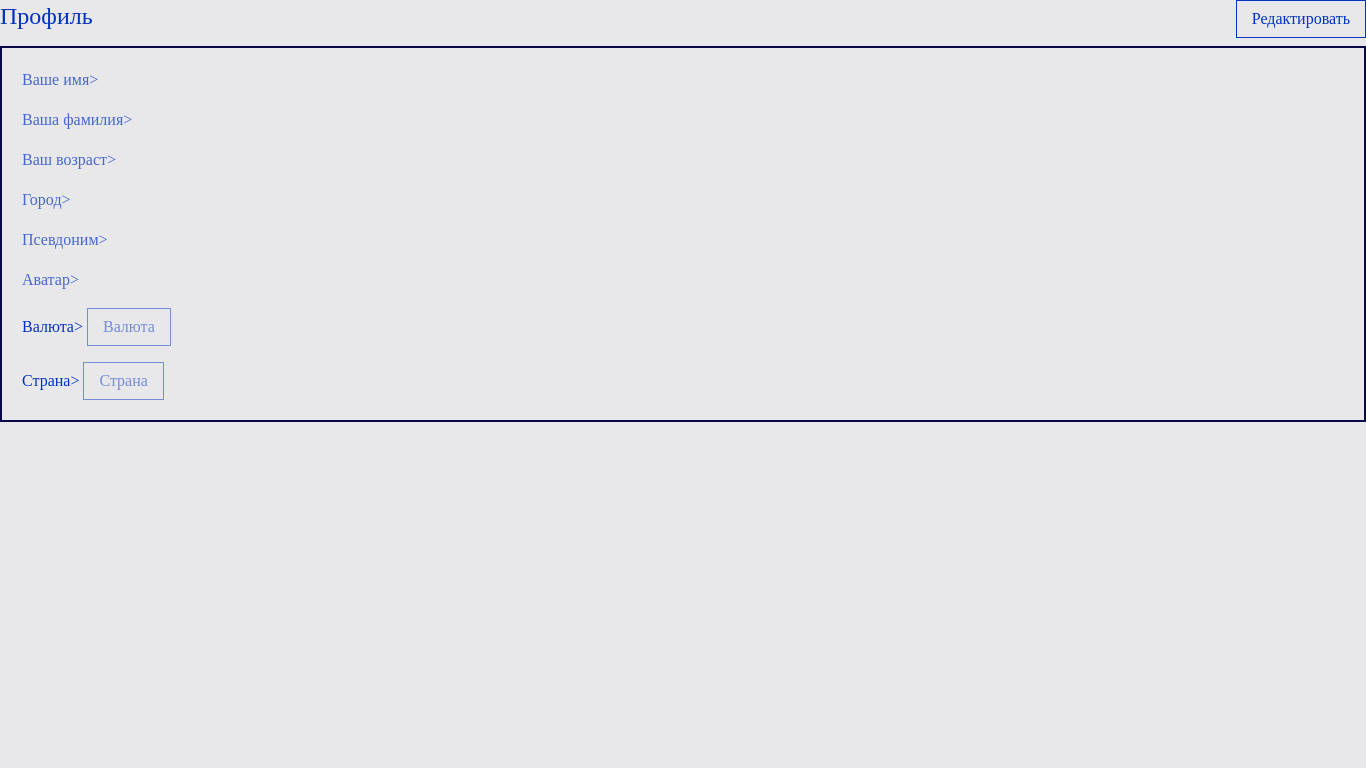 Профиль
Редактировать
Ваше имя>
Ваша фамилия>
Ваш возраст>
Город>
Псевдоним>
Аватар>
Валюта> Валюта
Страна> Страна